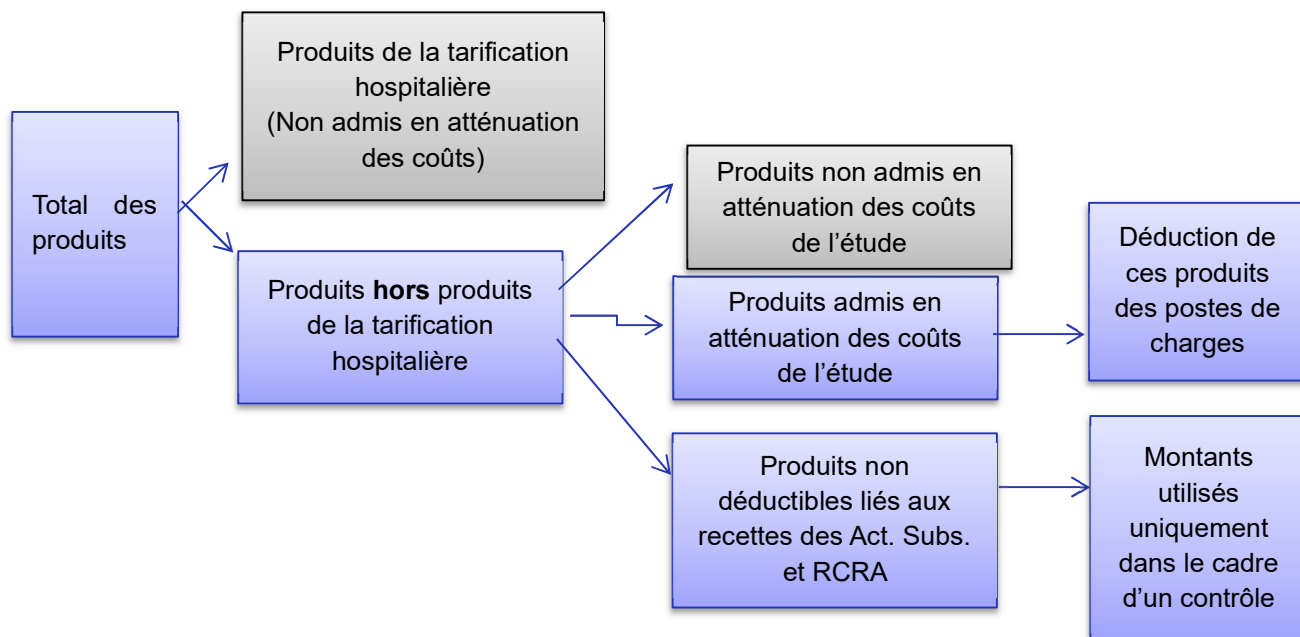 Total des
produits
Produits de la tarification
hospitalière
(Non admis en atténuation
des coûts)
Produits hors produits
de la tarification
hospitalière
Produits non admis en
atténuation des coûts
de l’étude
Produits admis en
atténuation des coûts
de l’étude
Déduction de
ces produits
des postes de
charges
Produits non
déductibles liés aux
recettes des Act. Subs.
et RCRA
Montants
utilisés
uniquement
dans le cadre
d’un contrôle